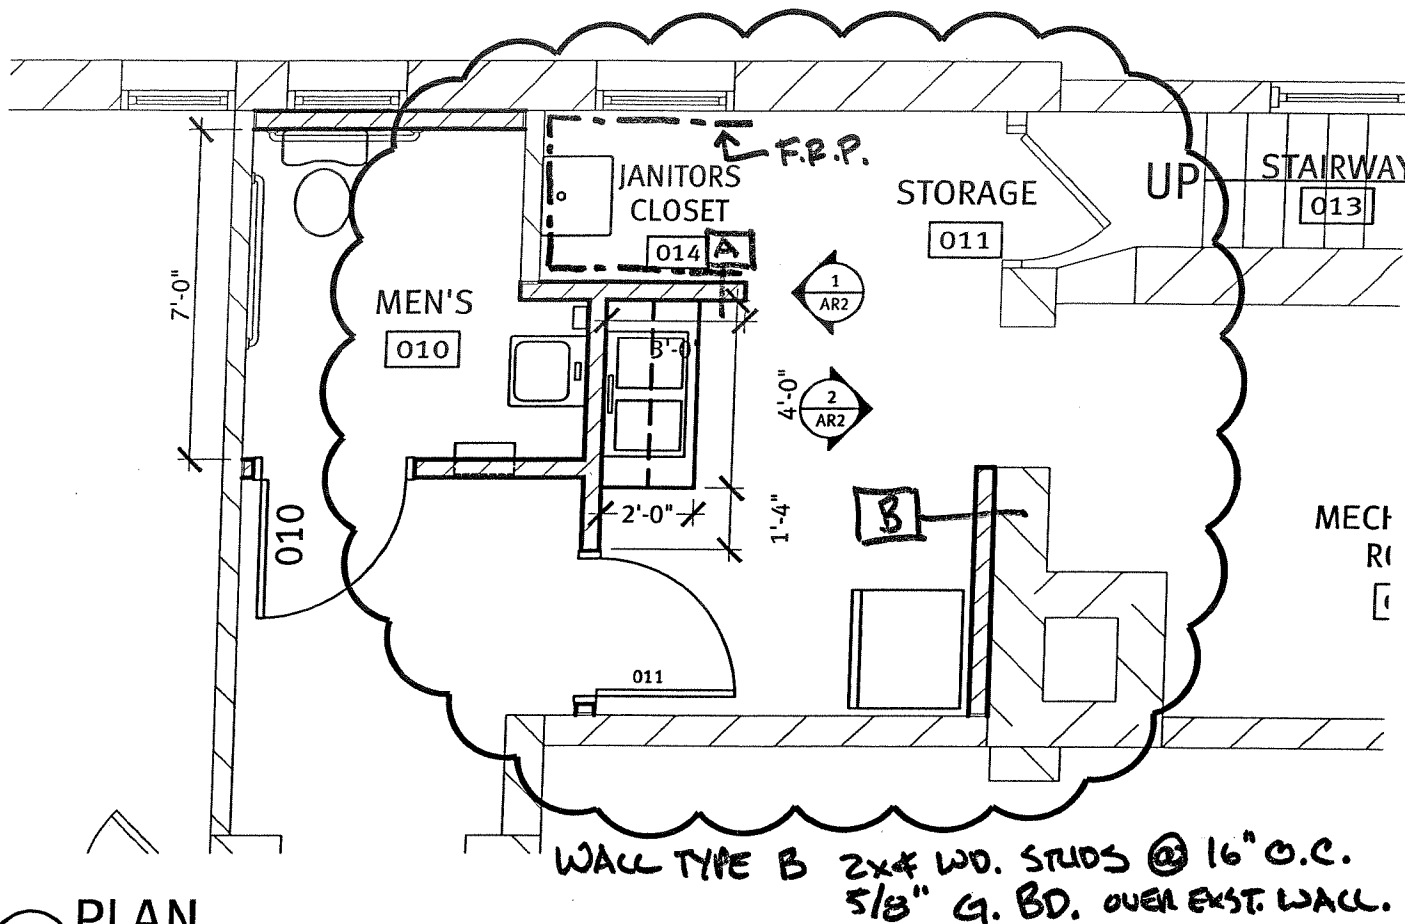 F.R.P.
JANITORS
CLOSET
014
A
STORAGE
011
UP
STAIRWAY
013
7'-0"
MEN'S
010
1
AR2
3'-0"
4'-0"
2
AR2
010
2'-0"
1'-4"
B
MECH
011
WALL TYPE B 2x4 WD. STUDS @ 16" O.C.
5/8" G. BD. OVER EXST. WALL.
PLAN